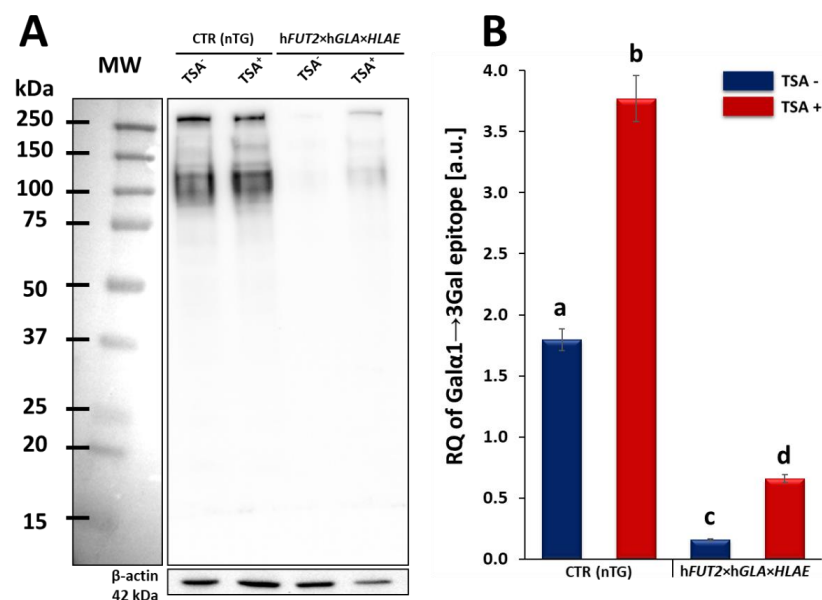 A
MW
kDa
250
150
100
75
50
37
25
20
15
CTR (nTG) hFUT2×hGLA×HLAE
TSA⁻ TSA⁺ TSA⁻ TSA⁺
β-actin
42 kDa
B
RQ of Galα1→3Gal epitope [a.u.]
4.0
3.5
3.0
2.5
2.0
1.5
1.0
0.5
0.0
a
b
c
d
TSA -
TSA +
CTR (nTG) hFUT2×hGLA×HLAE